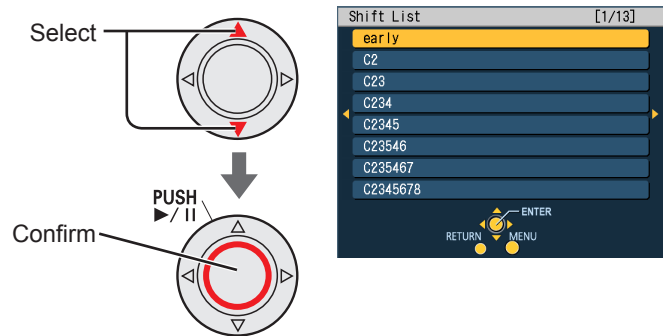 Select
PUSH
▶/II
Confirm
Shift List [1/13]
early
C2
C23
C234
C2345
C23546
C235467
C2345678
ENTER
RETURN MENU